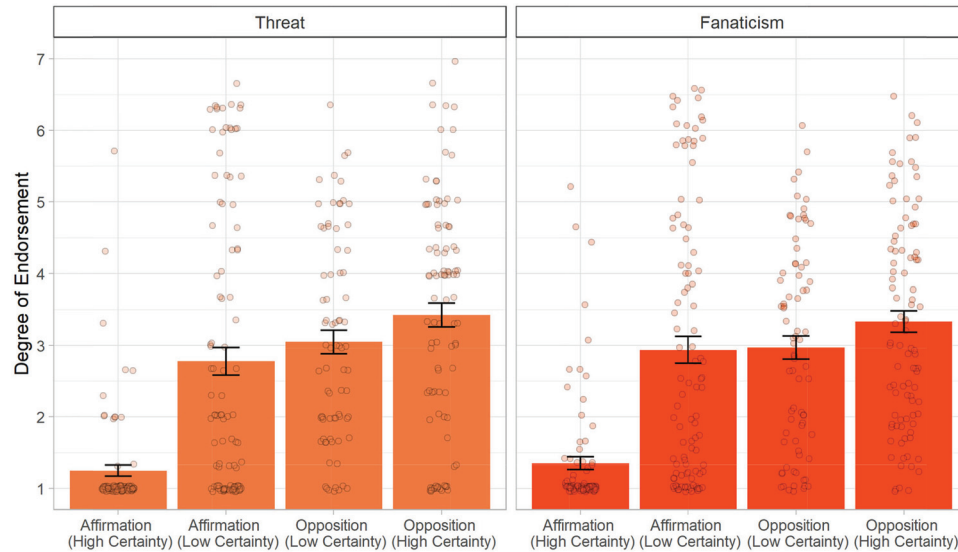 Threat
Fanaticism
Degree of Endorsement
7
6
5
4
3
2
1
Affirmation
(High Certainty)
Affirmation
(Low Certainty)
Opposition
(Low Certainty)
Opposition
(High Certainty)
Affirmation
(High Certainty)
Affirmation
(Low Certainty)
Opposition
(Low Certainty)
Opposition
(High Certainty)